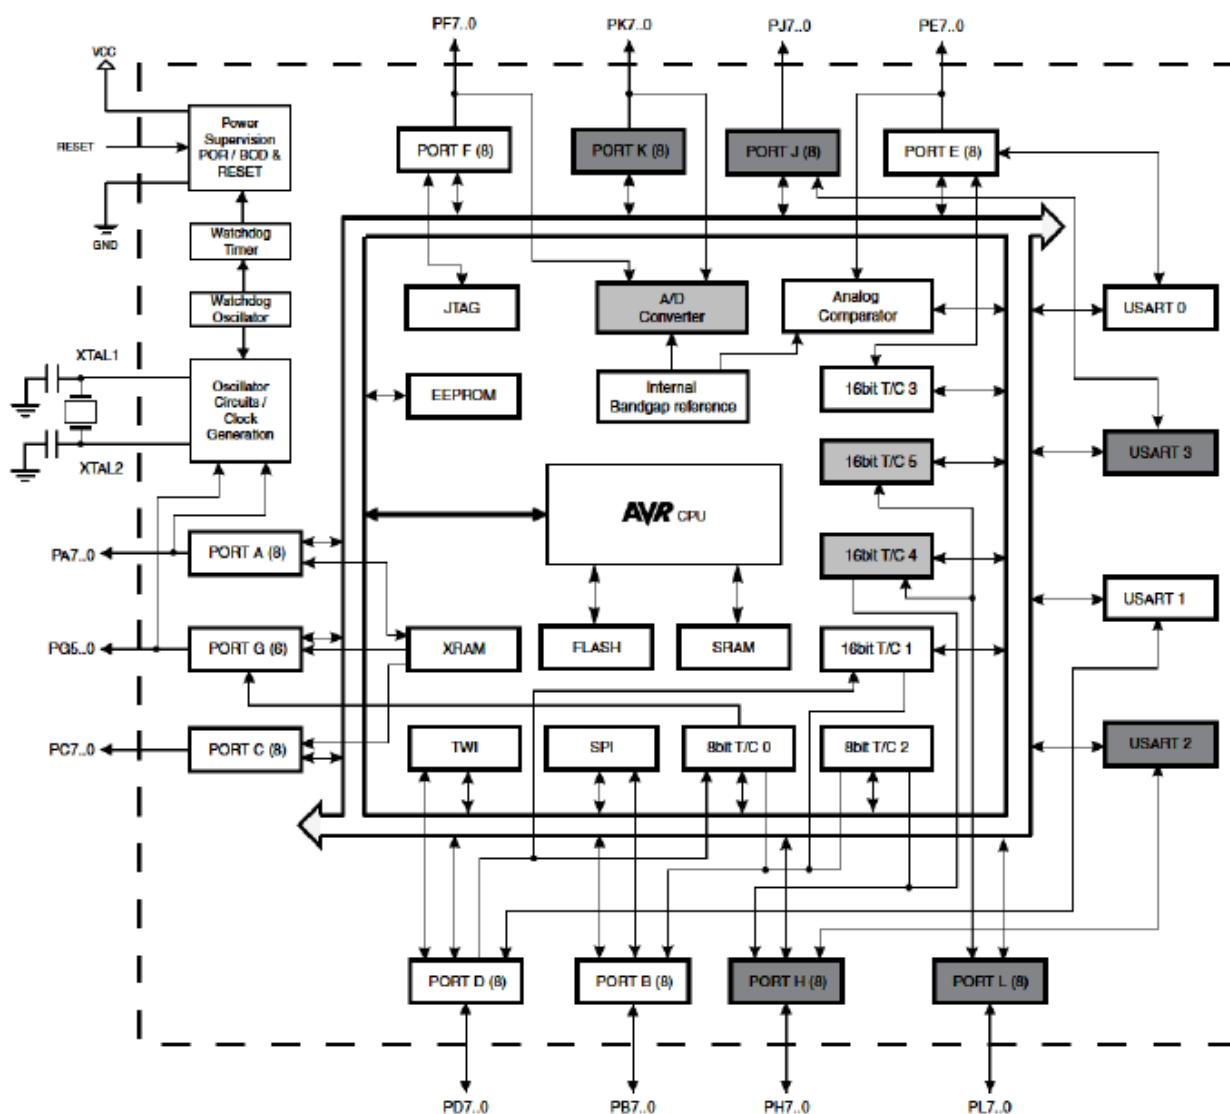 PF7..0
PK7..0
PJ7..0
PE7..0
VCC
Power
Supervision
POR / BOD &
RESET
RESET
GND
PORT F (8)
PORT K (8)
PORT J (8)
PORT E (8)
Watchdog
Timer
Watchdog
Oscillator
JTAG
A/D
Converter
Analog
Comparator
USART 0
XTAL1
Oscillator
Circuits /
Clock
Generation
XTAL2
EEPROM
Internal
Bandgap reference
16bit T/C 3
16bit T/C 5
USART 3
AVR CPU
PA7..0
PORT A (8)
16bit T/C 4
USART 1
PG5..0
PORT G (6)
XRAM
FLASH
SRAM
16bit T/C 1
PC7..0
PORT C (8)
TWI
SPI
8bit T/C 0
8bit T/C 2
USART 2
PORT D (8)
PORT B (8)
PORT H (8)
PORT L (8)
PD7..0
PB7..0
PH7..0
PL7..0